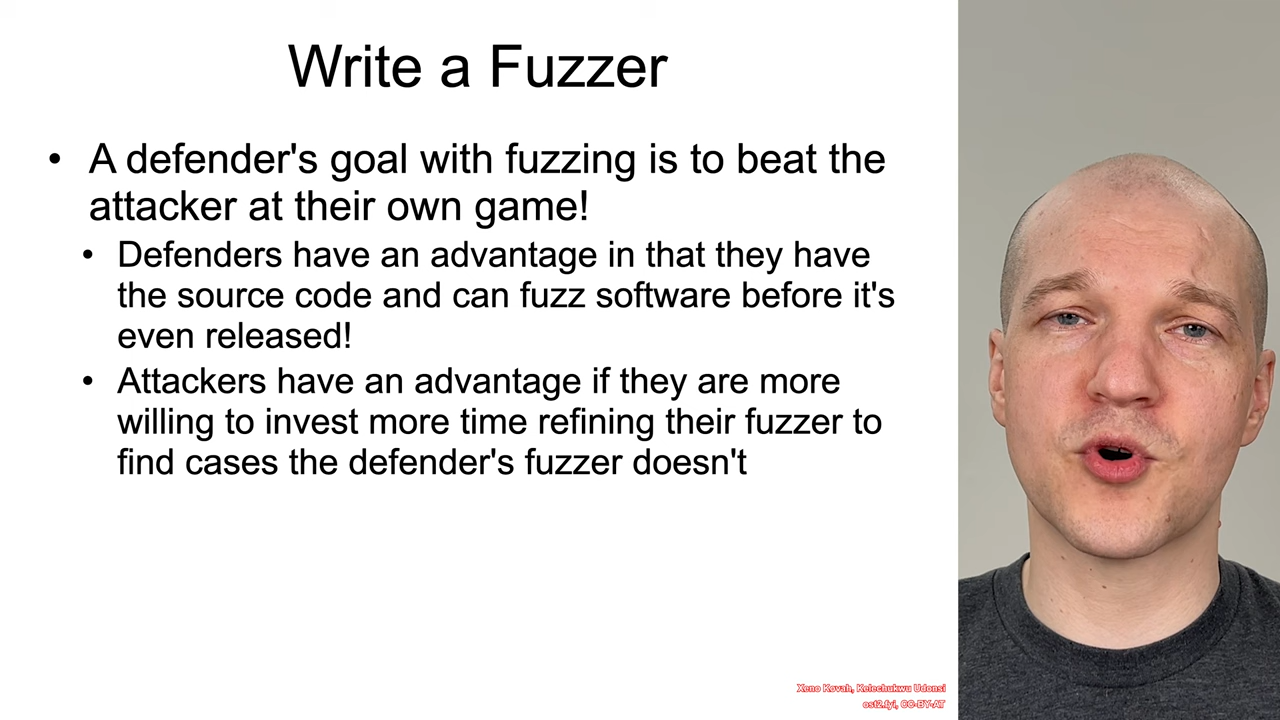 Write a Fuzzer
• A defender's goal with fuzzing is to beat the
attacker at their own game!
• Defenders have an advantage in that they have
the source code and can fuzz software before it's
even released!
• Attackers have an advantage if they are more
willing to invest more time refining their fuzzer to
find cases the defender's fuzzer doesn't
Xeno Kovah, Kelechukwu Udonsi
ost2.fyi, CC-BY-AT